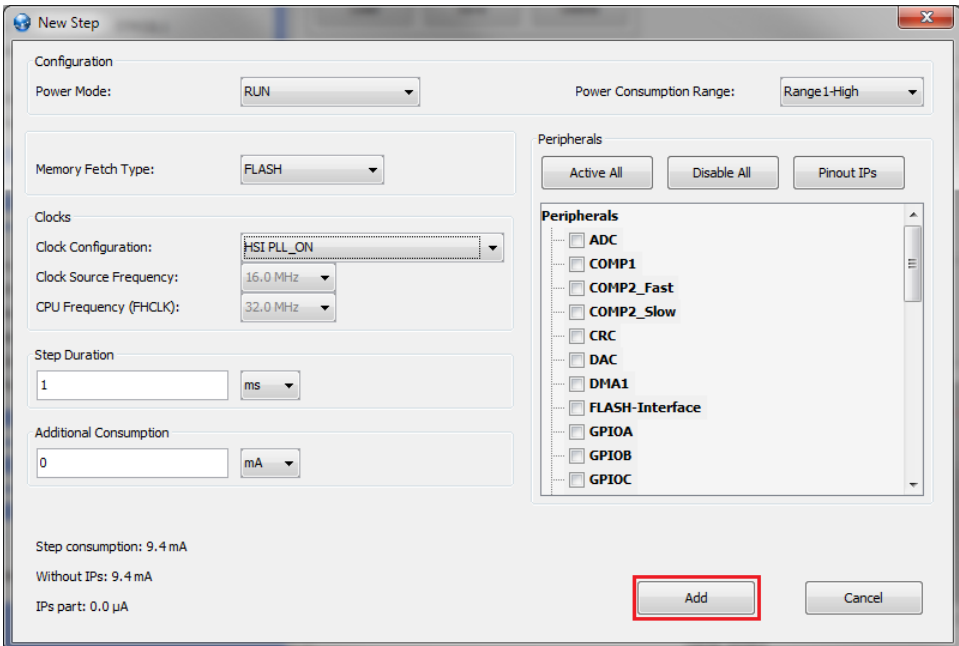 New Step
Configuration
Power Mode: RUN Power Consumption Range: Range1-High
Memory Fetch Type: FLASH
Clocks
Clock Configuration: HSI PLL_ON
Clock Source Frequency: 16.0 MHz
CPU Frequency (FHCLK): 32.0 MHz
Step Duration
1 ms
Additional Consumption
0 mA
Peripherals
Active All Disable All Pinout IPs
Peripherals
ADC
COMP1
COMP2_Fast
COMP2_Slow
CRC
DAC
DMA1
FLASH-Interface
GPIOA
GPIOB
GPIOC
Step consumption: 9.4 mA
Without IPs: 9.4 mA
IPs part: 0.0 µA
Add Cancel